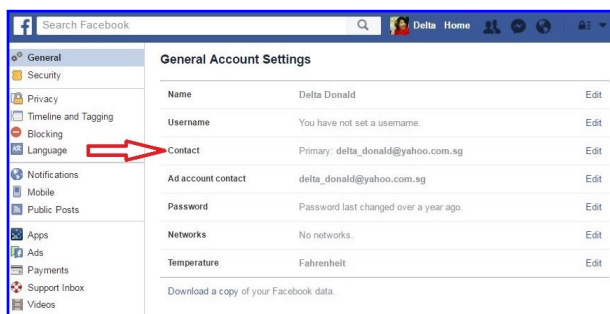 f Search Facebook Delta Home
General
Security
Privacy
Timeline and Tagging
Blocking
Language
Notifications
Mobile
Public Posts
Apps
Ads
Payments
Support Inbox
Videos
General Account Settings
Name Delta Donald Edit
Username You have not set a username. Edit
Contact Primary: delta_donald@yahoo.com.sg Edit
Ad account contact delta_donald@yahoo.com.sg Edit
Password Password last changed over a year ago. Edit
Networks No networks. Edit
Temperature Fahrenheit Edit
Download a copy of your Facebook data.